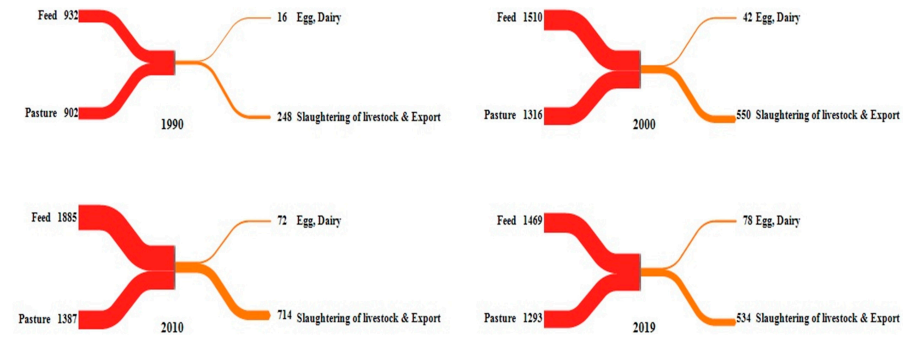 Feed 932
16 Egg, Dairy
Pasture 902
248 Slaughtering of livestock & Export
1990
Feed 1510
42 Egg, Dairy
Pasture 1316
550 Slaughtering of livestock & Export
2000
Feed 1885
72 Egg, Dairy
Pasture 1387
714 Slaughtering of livestock & Export
2010
Feed 1469
78 Egg, Dairy
Pasture 1293
534 Slaughtering of livestock & Export
2019